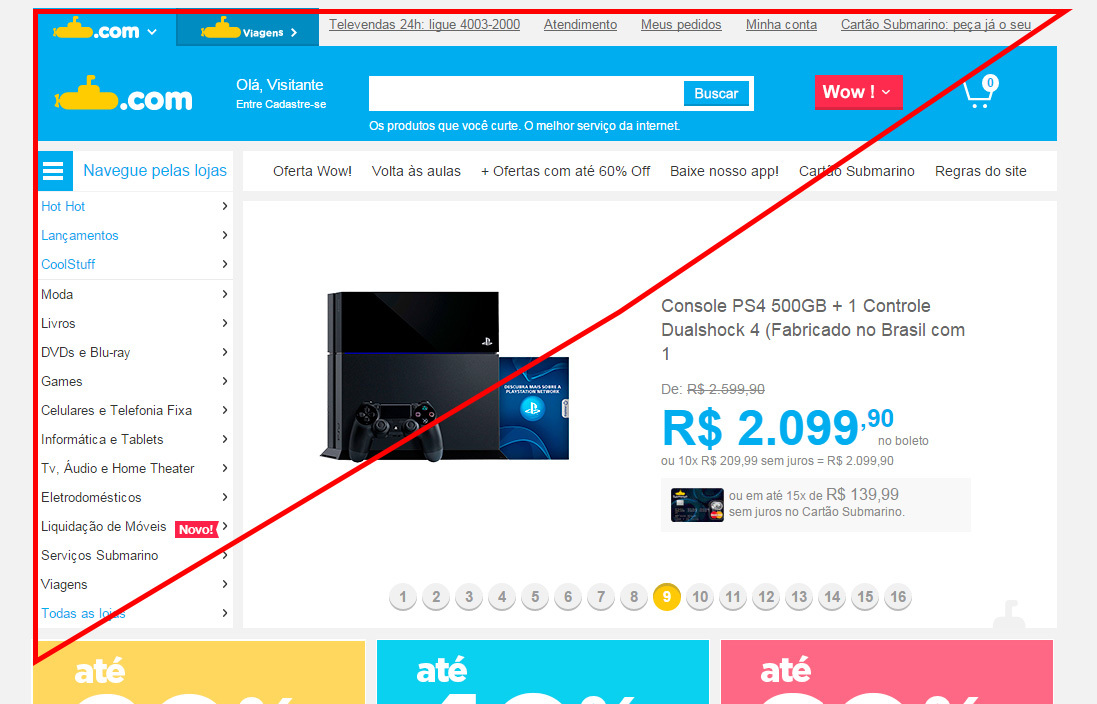 .com
Viagens
Televendas 24h: ligue 4003-2000 Atendimento Meus pedidos Minha conta Cartão Submarino: peça já o seu
.com
Olá, Visitante
Entre Cadastre-se
Buscar
Os produtos que você curte. O melhor serviço da internet.
Wow !
0
Navegue pelas lojas
Oferta Wow! Volta às aulas + Ofertas com até 60% Off Baixe nosso app! Cartão Submarino Regras do site
Hot Hot
Lançamentos
CoolStuff
Moda
Livros
DVDs e Blu-ray
Games
Celulares e Telefonia Fixa
Informática e Tablets
Tv, Áudio e Home Theater
Eletrodomésticos
Liquidação de Móveis Novo!
Serviços Submarino
Viagens
Todas as lojas
DESCUBRA MAIS SOBRE A
PLAYSTATION NETWORK
Console PS4 500GB + 1 Controle
Dualshock 4 (Fabricado no Brasil com
1
De: R$ 2.599,90
R$ 2.099,90
no boleto
ou 10x R$ 209,99 sem juros = R$ 2.099,90
ou em até 15x de R$ 139,99
sem juros no Cartão Submarino.
1 2 3 4 5 6 7 8 9 10 11 12 13 14 15 16
até
até
até